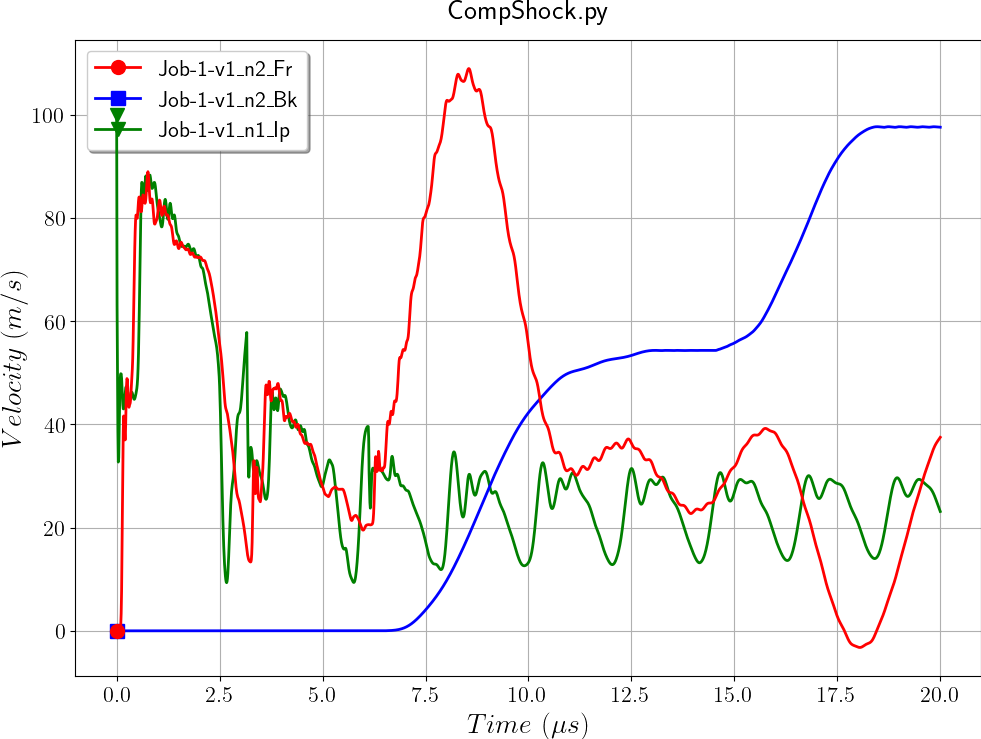 CompShock.py
Job-1-v1_n2_Fr
Job-1-v1_n2_Bk
Job-1-v1_n1_Ip
100
80
60
40
20
0
Velocity (m/s)
0.0 2.5 5.0 7.5 10.0 12.5 15.0 17.5 20.0
Time (μs)